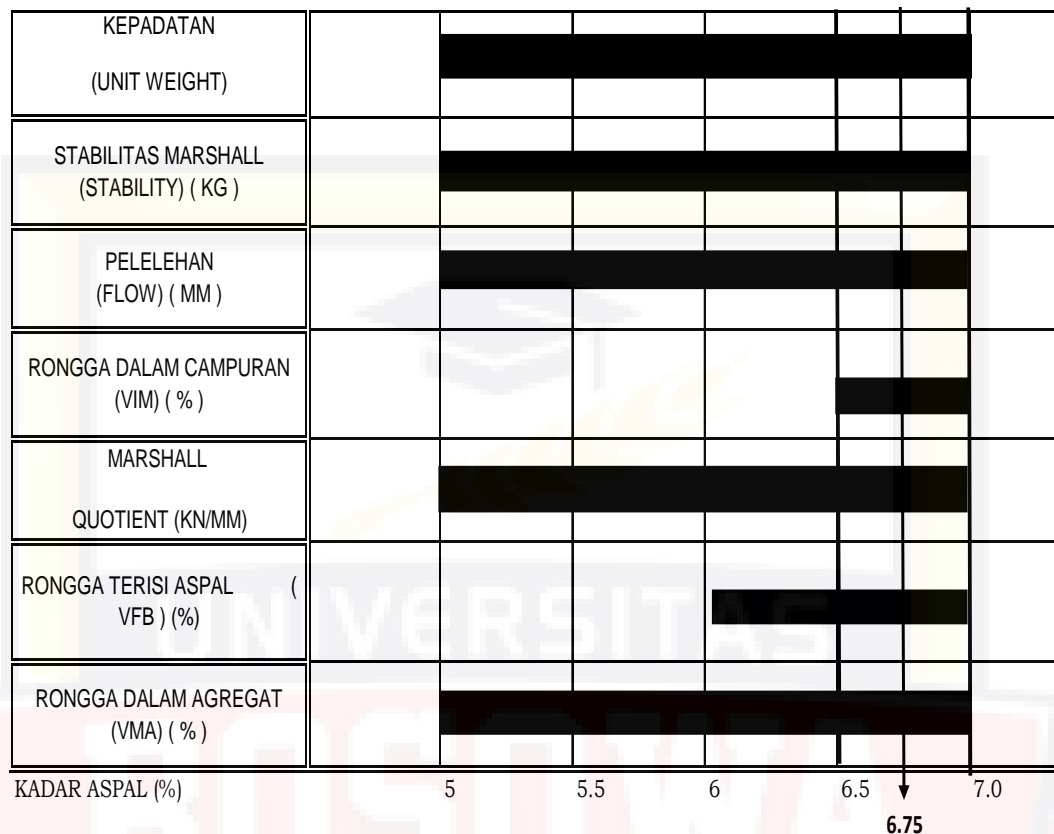 KEPADATAN
(UNIT WEIGHT)
STABILITAS MARSHALL
(STABILITY) ( KG )
PELELEHAN
(FLOW) ( MM )
RONGGA DALAM CAMPURAN
(VIM) ( % )
MARSHALL
QUOTIENT (KN/MM)
RONGGA TERISI ASPAL (
VFB ) (%)
UNIVERSITAS
RONGGA DALAM AGREGAT
(VMA) ( % )
BOSOWA
KADAR ASPAL (%) 5 5.5 6 6.5 7.0
6.75